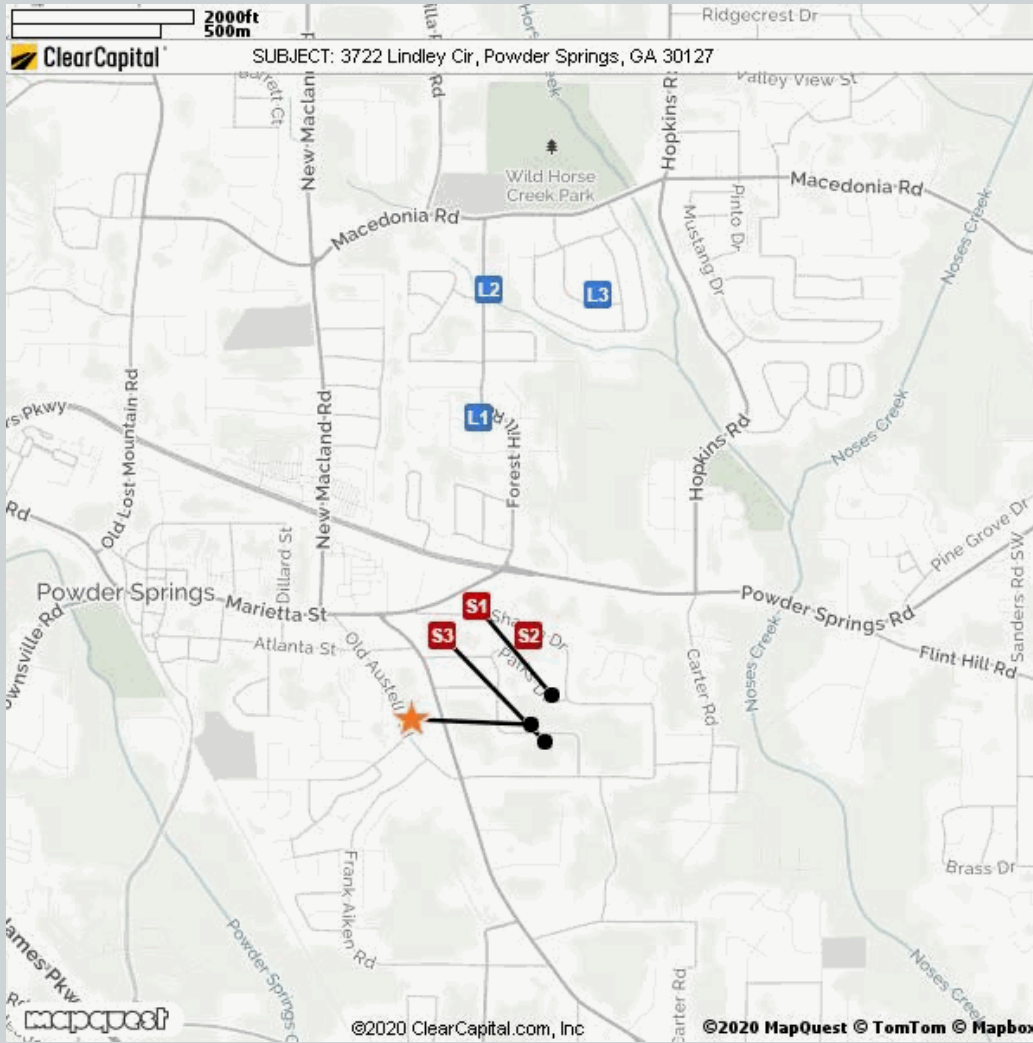 2000ft
500m
Ridgecrest Dr
ClearCapital
SUBJECT: 3722 Lindley Cir, Powder Springs, GA 30127
Valley View St
Creek
Wild Horse
Creek Park
Hopkins R
Macedonia Rd
Macedonia Rd
Pinto Dr
Mustang Dr
Noses Creek
New Macland Rd
L2
L3
L1
Old Lost Mountain Rd
Forest Hill R
Hopkins Rd
Noses Creek
Rd
Dillard St
Pine Grove Dr
Sanders Rd SW
Powder Springs
Marietta St
Powder Springs Rd
S1
S2
S3
Atlanta St
Old Austell
Carter Rd
Flint Hill Rd
Noses Creek
Frank Aiken Rd
Brass Dr
Powder Springs C
Carter Rd
Noses Creek
mapquest
©2020 ClearCapital.com, Inc
©2020 MapQuest © TomTom © Mapbox